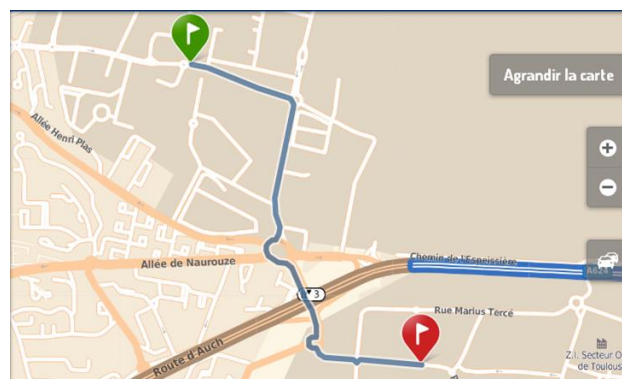 Agrandir la carte
Allée Henri Plas
Allée de Naurouze
Chemin de l'Espeissière
A624
3
Rue Marius Tercé
Route d'Auch
Z.I. Secteur O
de Toulous